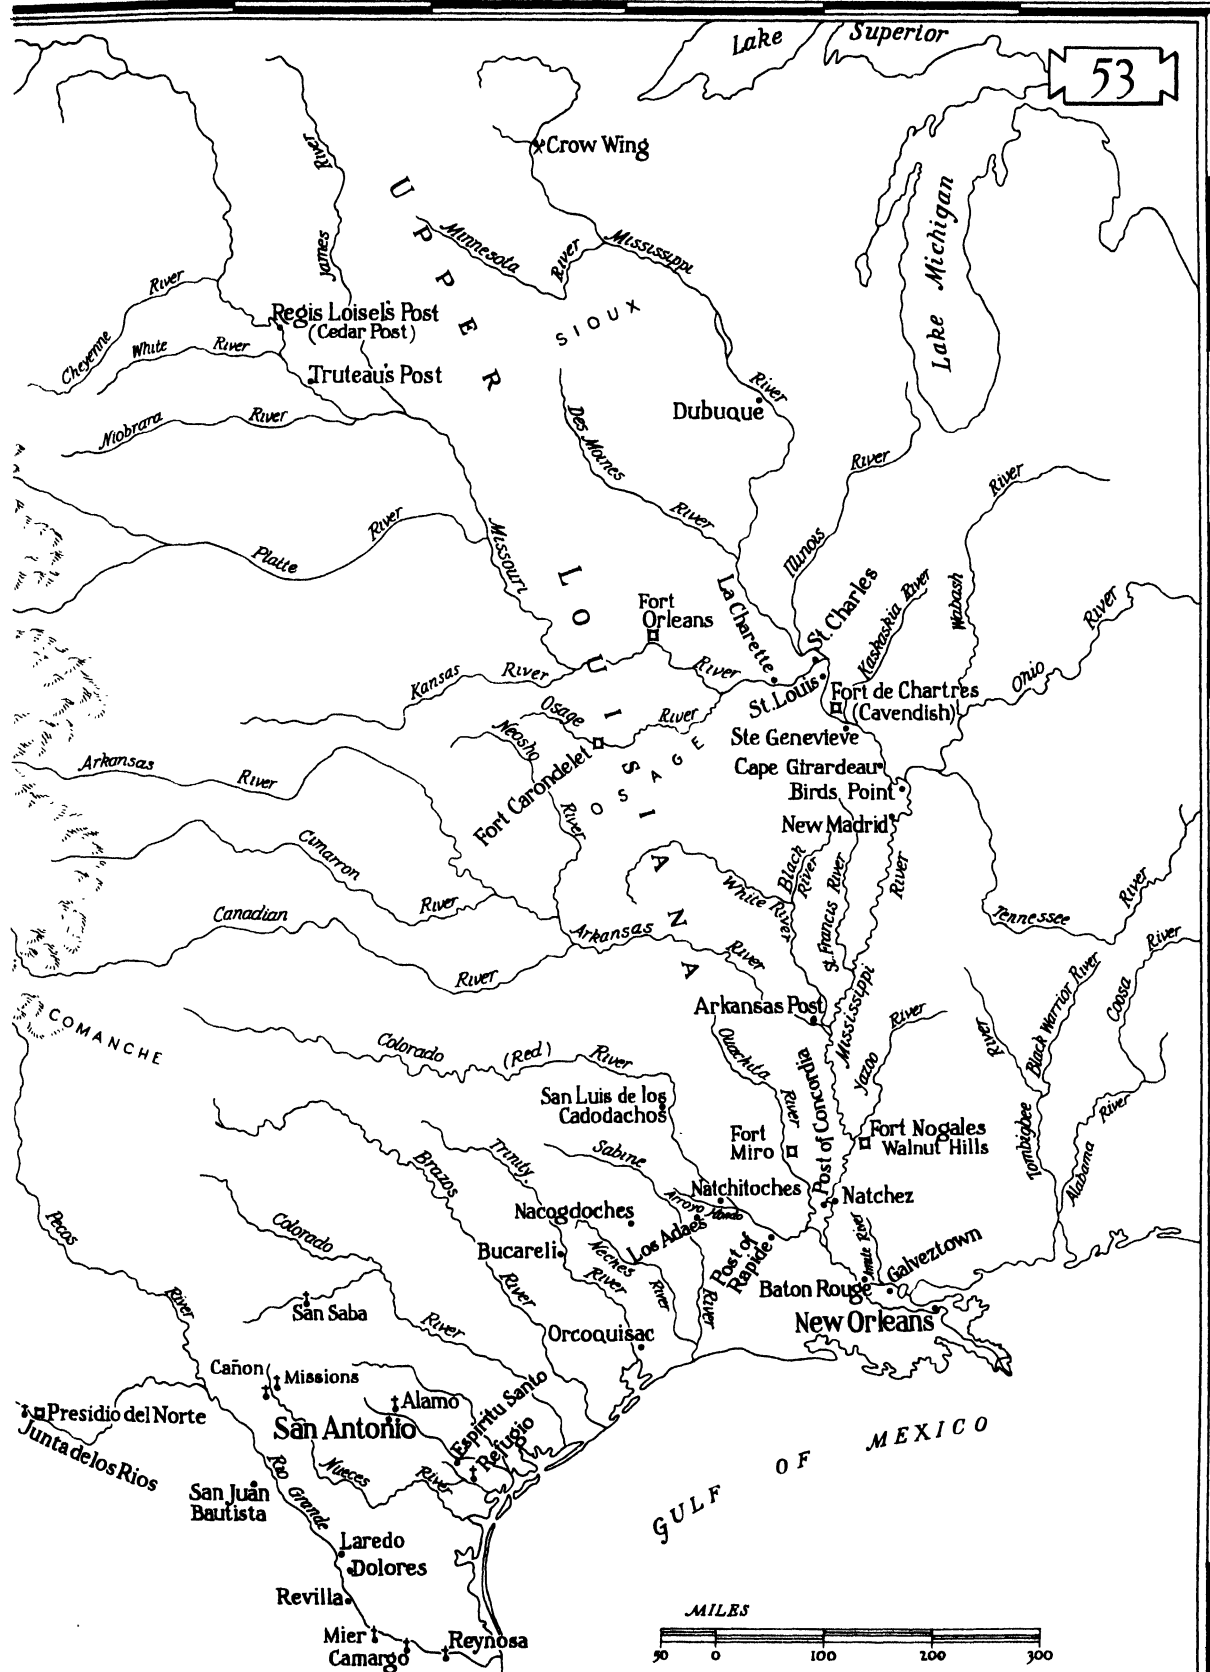 Lake Superior
53
Crow Wing
River
James
UPPER
Minnesota
River
Mississippi
River
Lake Michigan
SIOUX
River
Cheyenne
Regis Loisel's Post
(Cedar Post)
White River
Truteau's Post
Niobrara River
Dubuque
Des Moines
River
River
Illinois
River
Wabash
Missouri
Platte
River
LOUISIANA
Fort
Orleans
La Charette
St. Charles
Kaskaskia River
Ohio
River
Kansas River
River
St. Louis
Fort de Chartres
(Cavendish)
Osage
River
Neosho
River
Fort Carondelet
OSAGE
Ste Genevieve
Cape Girardeau
Birds Point
New Madrid
Arkansas
River
Cimarron
River
Black
River
White River
St. Francis River
River
Tennessee
River
Canadian
River
Arkansas
River
Mississippi
River
Coosa
Black Warrior River
River
Arkansas Post
COMANCHE
Colorado (Red) River
Ouachita
River
Yazoo
River
San Luis de los
Cadodachos
Post of Concordia
Fort
Miro
Fort Nogales
Walnut Hills
Tombigbee
Alabama
River
Brazos
River
Trinity
Sabine
River
Natchitoches
Natchez
Arroyo Hondo
Nacogdoches
Los Adaes
Bucareli
Neches
River
River
Post of
Rapide
Galveztown
Baton Rouge
New Orleans
Pecos
River
Colorado
River
San Saba
Orcoquisac
Cañon
Missions
Alamo
San Antonio
Espiritu Santo
Refugio
Presidio del Norte
Junta de los Rios
Nueces
River
Rio Grande
San Juan
Bautista
GULF OF MEXICO
Laredo
Dolores
Revilla
Mier
Camargo
Reynosa
MILES
50 0 100 200 300